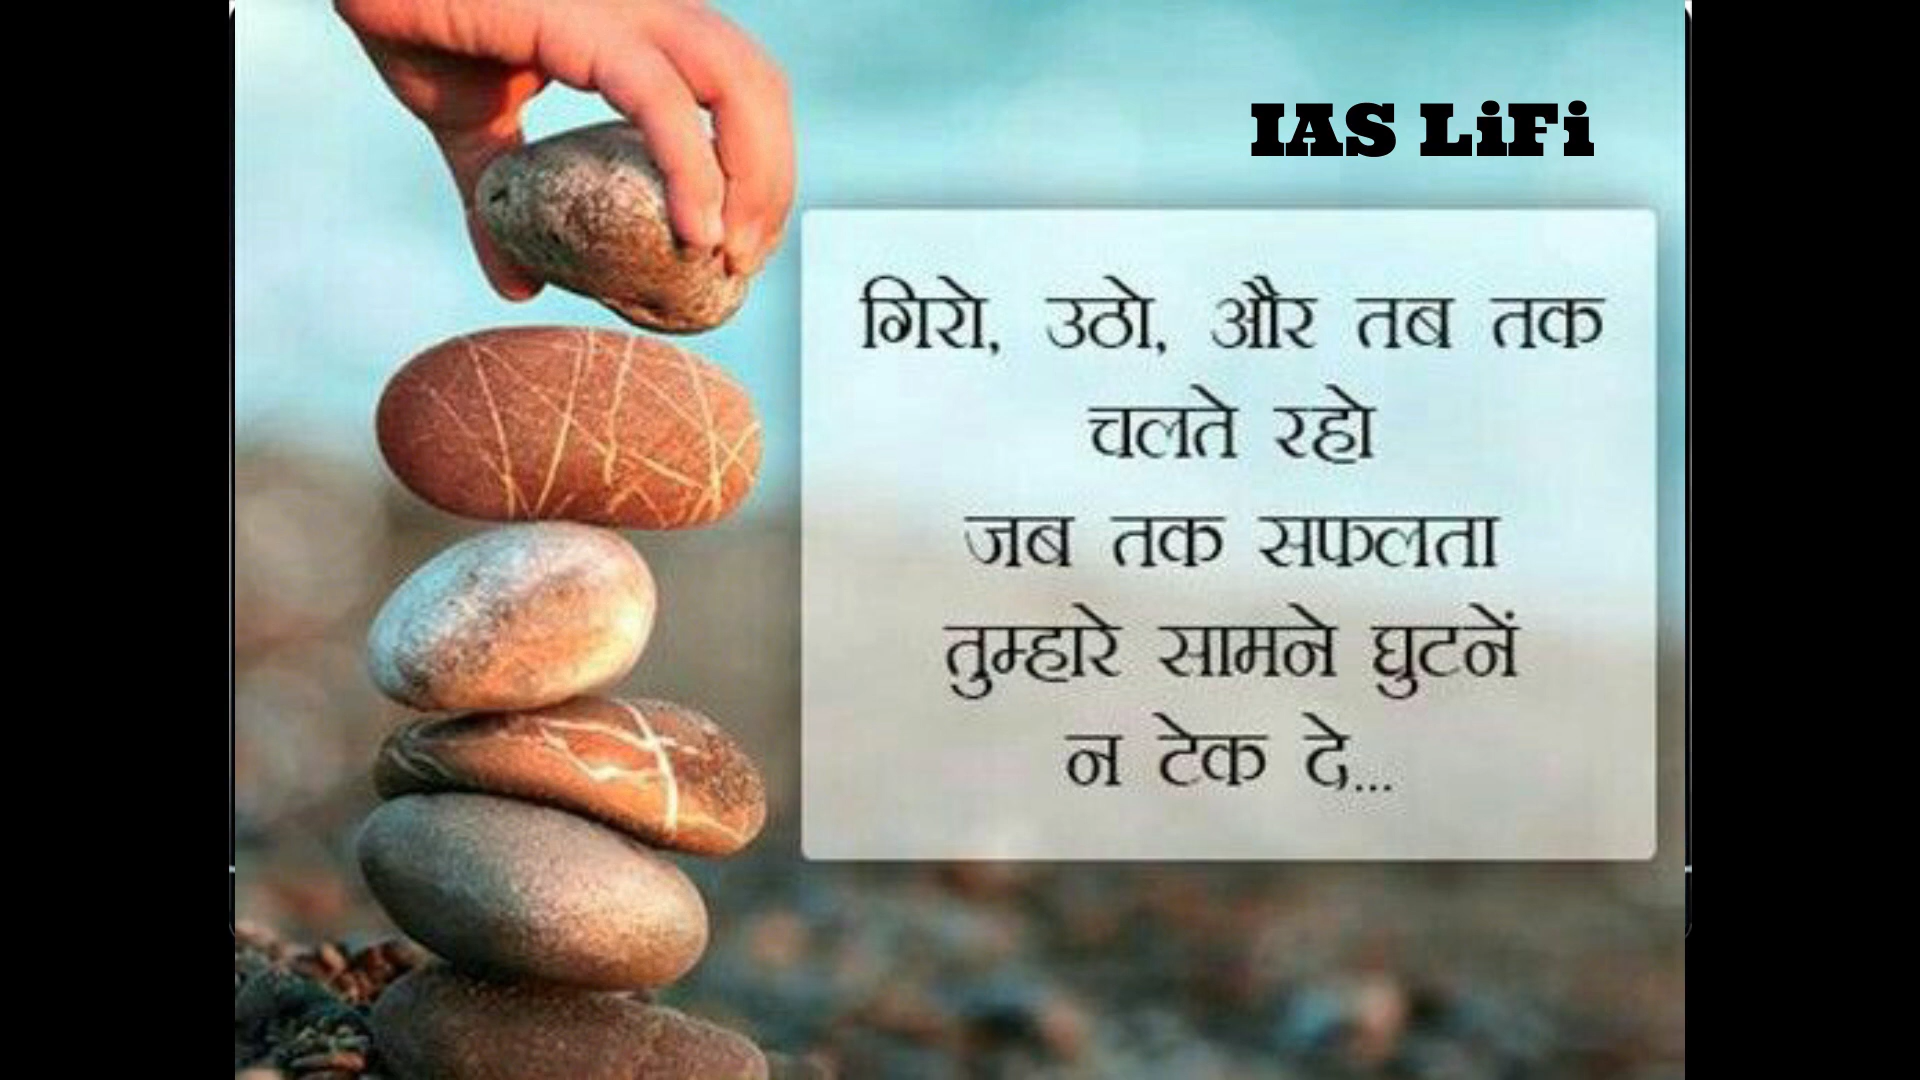 IAS LiFi
गिरो, उठो, और तब तक
चलते रहो
जब तक सफलता
तुम्हारे सामने घुटनें
न टेक दे...